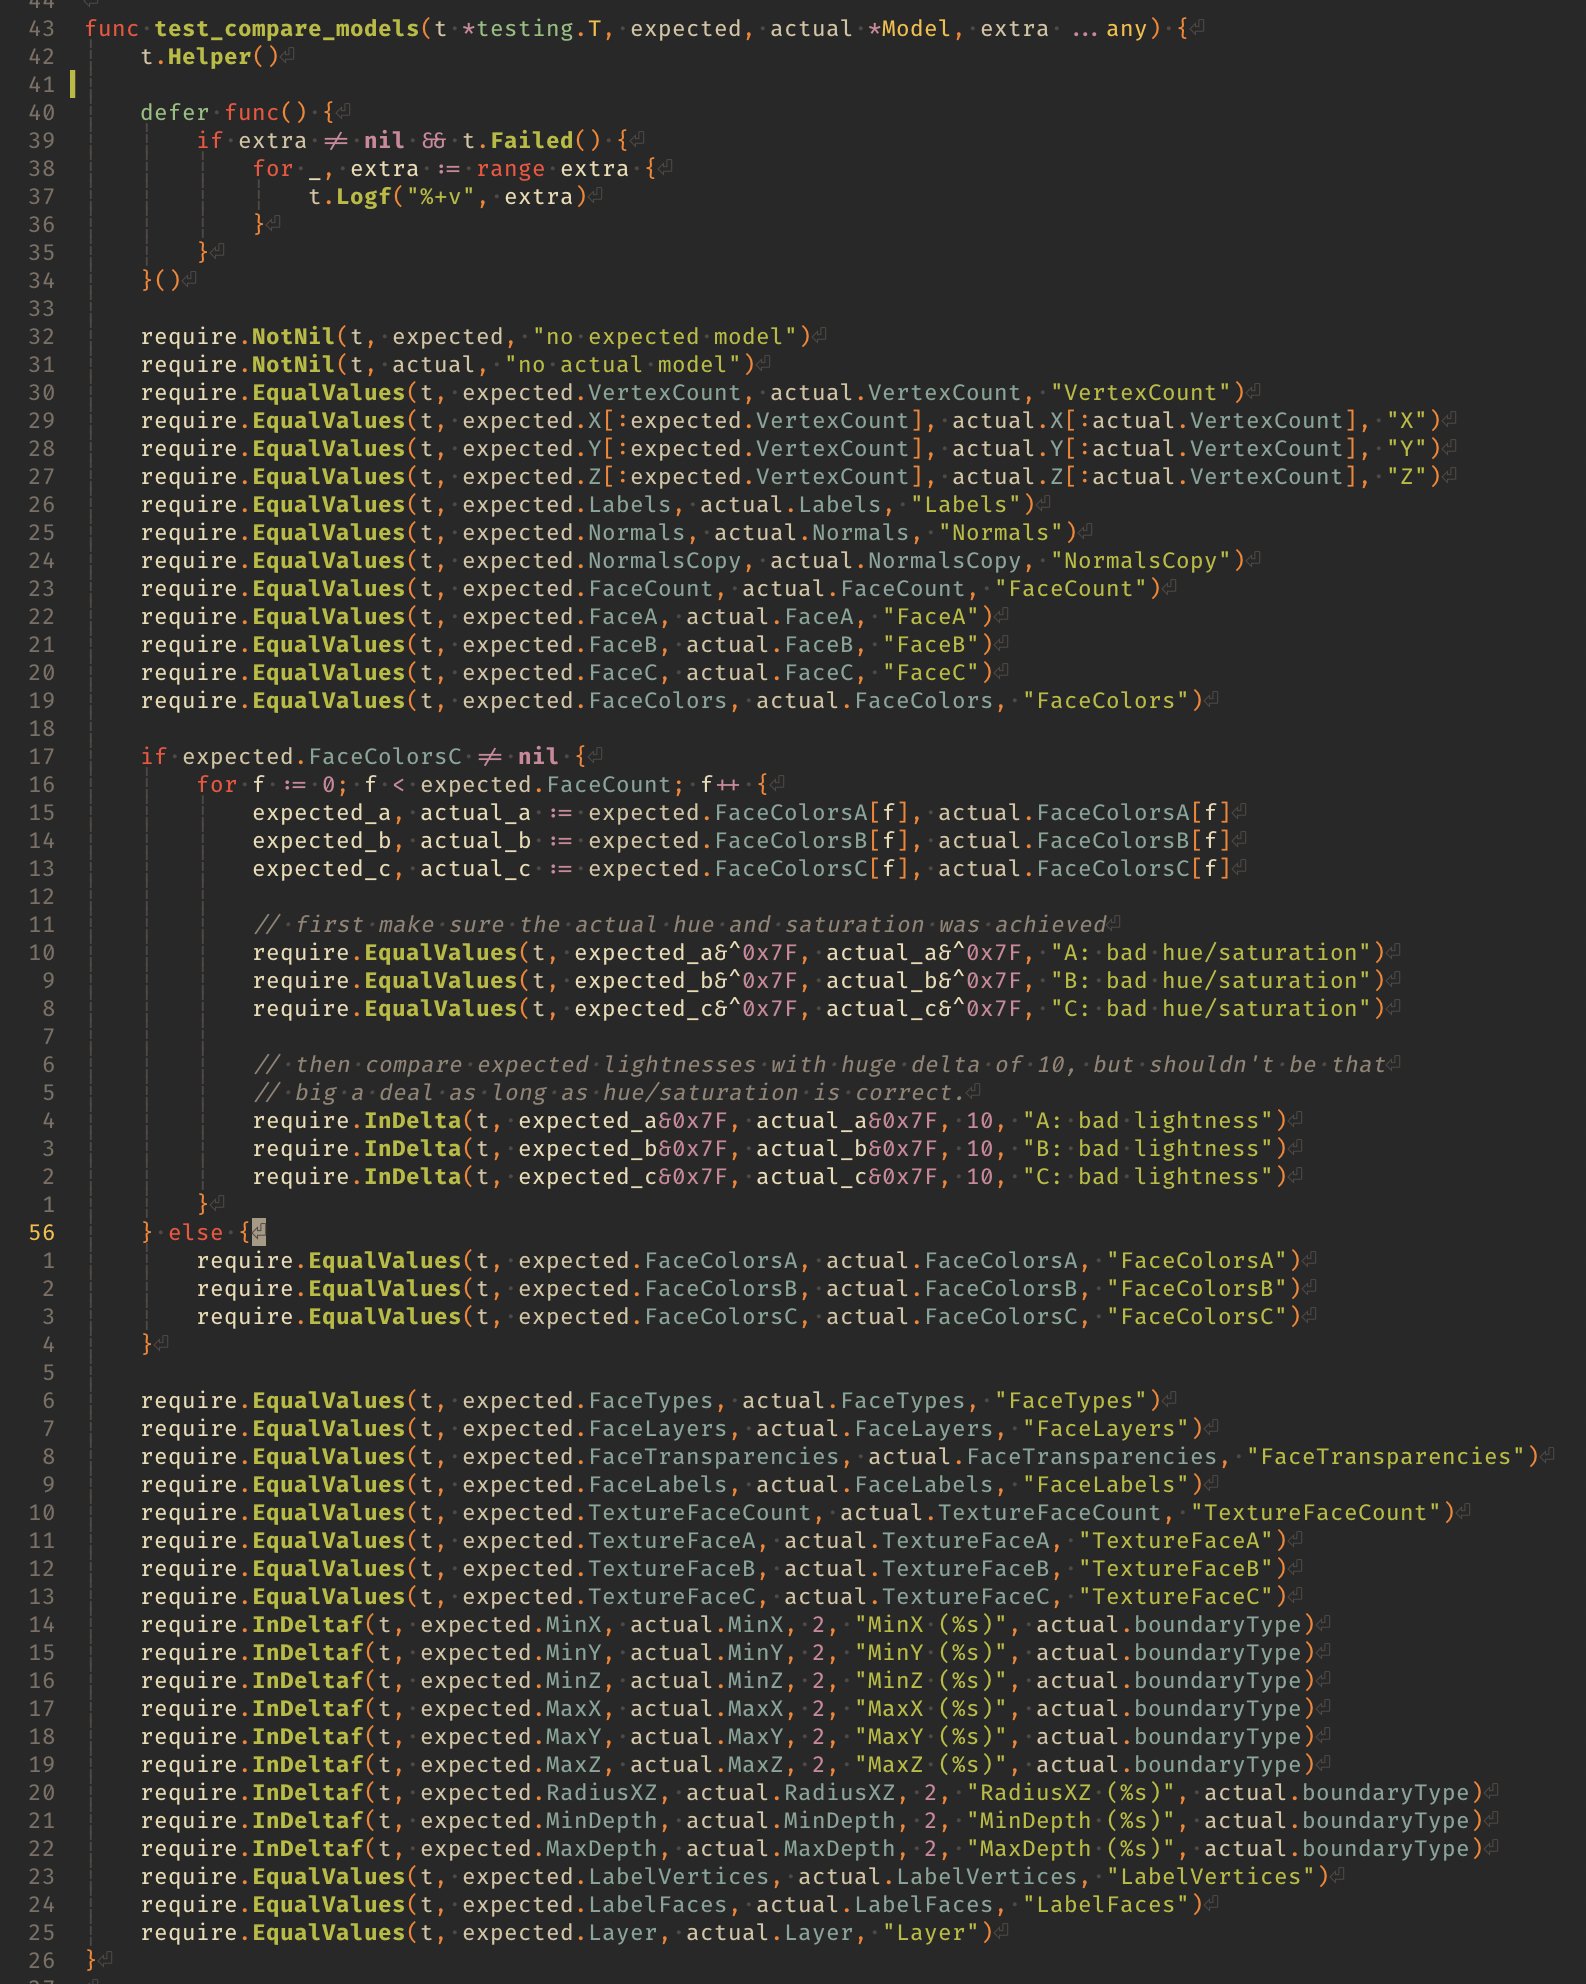 43 func test_compare_models(t *testing.T, expected, actual *Model, extra ...any) {
42     t.Helper()
41
40     defer func() {
39         if extra != nil && t.Failed() {
38             for _, extra := range extra {
37                 t.Logf("%+v", extra)
36             }
35         }
34     }()
33
32     require.NotNil(t, expected, "no expected model")
31     require.NotNil(t, actual, "no actual model")
30     require.EqualValues(t, expected.VertexCount, actual.VertexCount, "VertexCount")
29     require.EqualValues(t, expected.X[:expected.VertexCount], actual.X[:actual.VertexCount], "X")
28     require.EqualValues(t, expected.Y[:expected.VertexCount], actual.Y[:actual.VertexCount], "Y")
27     require.EqualValues(t, expected.Z[:expected.VertexCount], actual.Z[:actual.VertexCount], "Z")
26     require.EqualValues(t, expected.Labels, actual.Labels, "Labels")
25     require.EqualValues(t, expected.Normals, actual.Normals, "Normals")
24     require.EqualValues(t, expected.NormalsCopy, actual.NormalsCopy, "NormalsCopy")
23     require.EqualValues(t, expected.FaceCount, actual.FaceCount, "FaceCount")
22     require.EqualValues(t, expected.FaceA, actual.FaceA, "FaceA")
21     require.EqualValues(t, expected.FaceB, actual.FaceB, "FaceB")
20     require.EqualValues(t, expected.FaceC, actual.FaceC, "FaceC")
19     require.EqualValues(t, expected.FaceColors, actual.FaceColors, "FaceColors")
18
17     if expected.FaceColorsC != nil {
16         for f := 0; f < expected.FaceCount; f++ {
15             expected_a, actual_a := expected.FaceColorsA[f], actual.FaceColorsA[f]
14             expected_b, actual_b := expected.FaceColorsB[f], actual.FaceColorsB[f]
13             expected_c, actual_c := expected.FaceColorsC[f], actual.FaceColorsC[f]
12
11             // first make sure the actual hue and saturation was achieved
10             require.EqualValues(t, expected_a&^0x7F, actual_a&^0x7F, "A: bad hue/saturation")
9             require.EqualValues(t, expected_b&^0x7F, actual_b&^0x7F, "B: bad hue/saturation")
8             require.EqualValues(t, expected_c&^0x7F, actual_c&^0x7F, "C: bad hue/saturation")
7
6             // then compare expected lightnesses with huge delta of 10, but shouldn't be that
5             // big a deal as long as hue/saturation is correct.
4             require.InDelta(t, expected_a&0x7F, actual_a&0x7F, 10, "A: bad lightness")
3             require.InDelta(t, expected_b&0x7F, actual_b&0x7F, 10, "B: bad lightness")
2             require.InDelta(t, expected_c&0x7F, actual_c&0x7F, 10, "C: bad lightness")
1         }
56     } else {
1         require.EqualValues(t, expected.FaceColorsA, actual.FaceColorsA, "FaceColorsA")
2         require.EqualValues(t, expected.FaceColorsB, actual.FaceColorsB, "FaceColorsB")
3         require.EqualValues(t, expected.FaceColorsC, actual.FaceColorsC, "FaceColorsC")
4     }
5
6     require.EqualValues(t, expected.FaceTypes, actual.FaceTypes, "FaceTypes")
7     require.EqualValues(t, expected.FaceLayers, actual.FaceLayers, "FaceLayers")
8     require.EqualValues(t, expected.FaceTransparencies, actual.FaceTransparencies, "FaceTransparencies")
9     require.EqualValues(t, expected.FaceLabels, actual.FaceLabels, "FaceLabels")
10     require.EqualValues(t, expected.TextureFaceCount, actual.TextureFaceCount, "TextureFaceCount")
11     require.EqualValues(t, expected.TextureFaceA, actual.TextureFaceA, "TextureFaceA")
12     require.EqualValues(t, expected.TextureFaceB, actual.TextureFaceB, "TextureFaceB")
13     require.EqualValues(t, expected.TextureFaceC, actual.TextureFaceC, "TextureFaceC")
14     require.InDeltaf(t, expected.MinX, actual.MinX, 2, "MinX (%s)", actual.boundaryType)
15     require.InDeltaf(t, expected.MinY, actual.MinY, 2, "MinY (%s)", actual.boundaryType)
16     require.InDeltaf(t, expected.MinZ, actual.MinZ, 2, "MinZ (%s)", actual.boundaryType)
17     require.InDeltaf(t, expected.MaxX, actual.MaxX, 2, "MaxX (%s)", actual.boundaryType)
18     require.InDeltaf(t, expected.MaxY, actual.MaxY, 2, "MaxY (%s)", actual.boundaryType)
19     require.InDeltaf(t, expected.MaxZ, actual.MaxZ, 2, "MaxZ (%s)", actual.boundaryType)
20     require.InDeltaf(t, expected.RadiusXZ, actual.RadiusXZ, 2, "RadiusXZ (%s)", actual.boundaryType)
21     require.InDeltaf(t, expected.MinDepth, actual.MinDepth, 2, "MinDepth (%s)", actual.boundaryType)
22     require.InDeltaf(t, expected.MaxDepth, actual.MaxDepth, 2, "MaxDepth (%s)", actual.boundaryType)
23     require.EqualValues(t, expected.LabelVertices, actual.LabelVertices, "LabelVertices")
24     require.EqualValues(t, expected.LabelFaces, actual.LabelFaces, "LabelFaces")
25     require.EqualValues(t, expected.Layer, actual.Layer, "Layer")
26 }